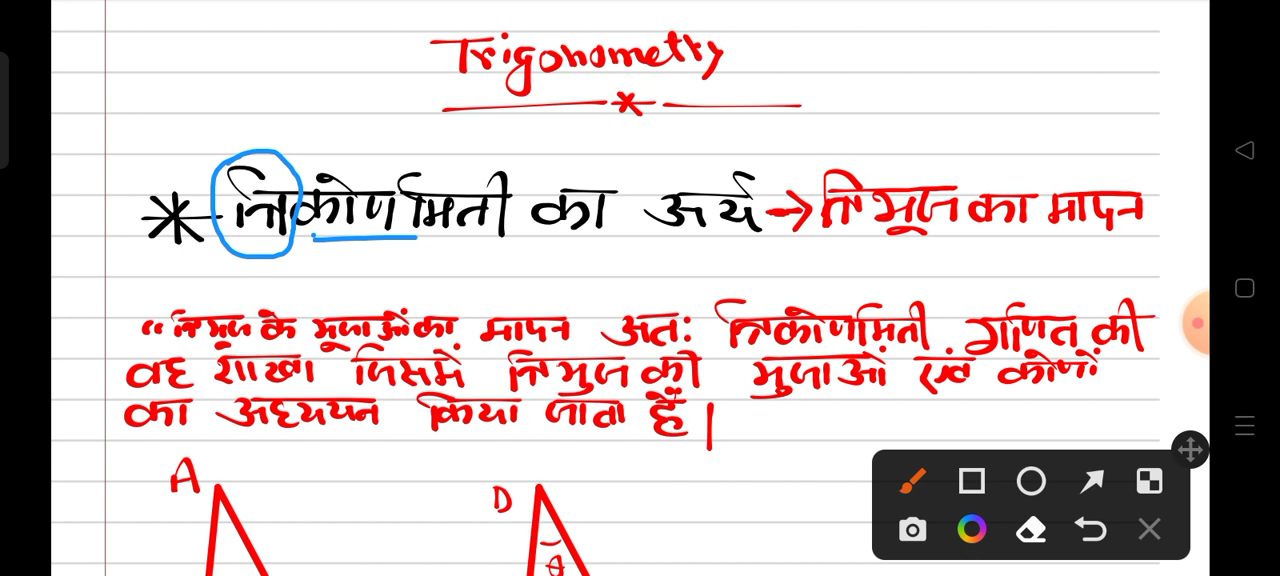 Trigonometry
त्रिकोणमिती का अर्थ → त्रिभूज का मापन
“त्रिभूज के भूजाओं का मापन अतः त्रिकोणमिती गणित की
वह शाखा जिसमें त्रिभुज की भुजाओं एवं कोणों
का अध्ययन किया जाता हैं।
A
D
θ